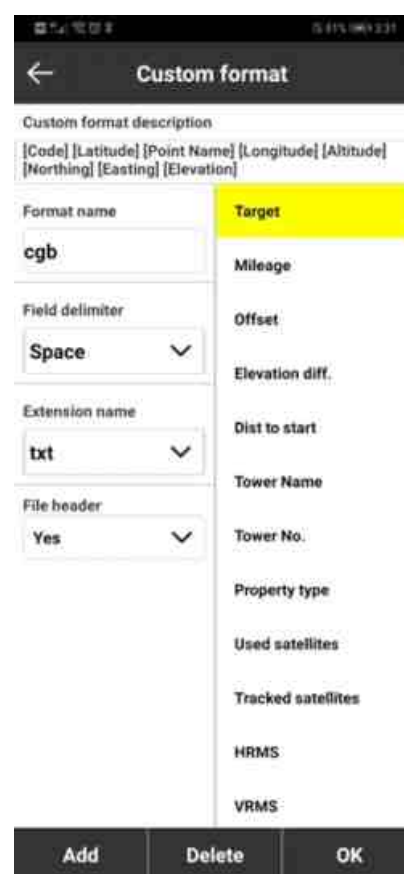 Custom format
Custom format description
[Code] [Latitude] [Point Name] [Longitude] [Altitude]
[Northing] [Easting] [Elevation]
Format name
cgb
Field delimiter
Space
Extension name
txt
File header
Yes
Target
Mileage
Offset
Elevation diff.
Dist to start
Tower Name
Tower No.
Property type
Used satellites
Tracked satellites
HRMS
VRMS
Add
Delete
OK